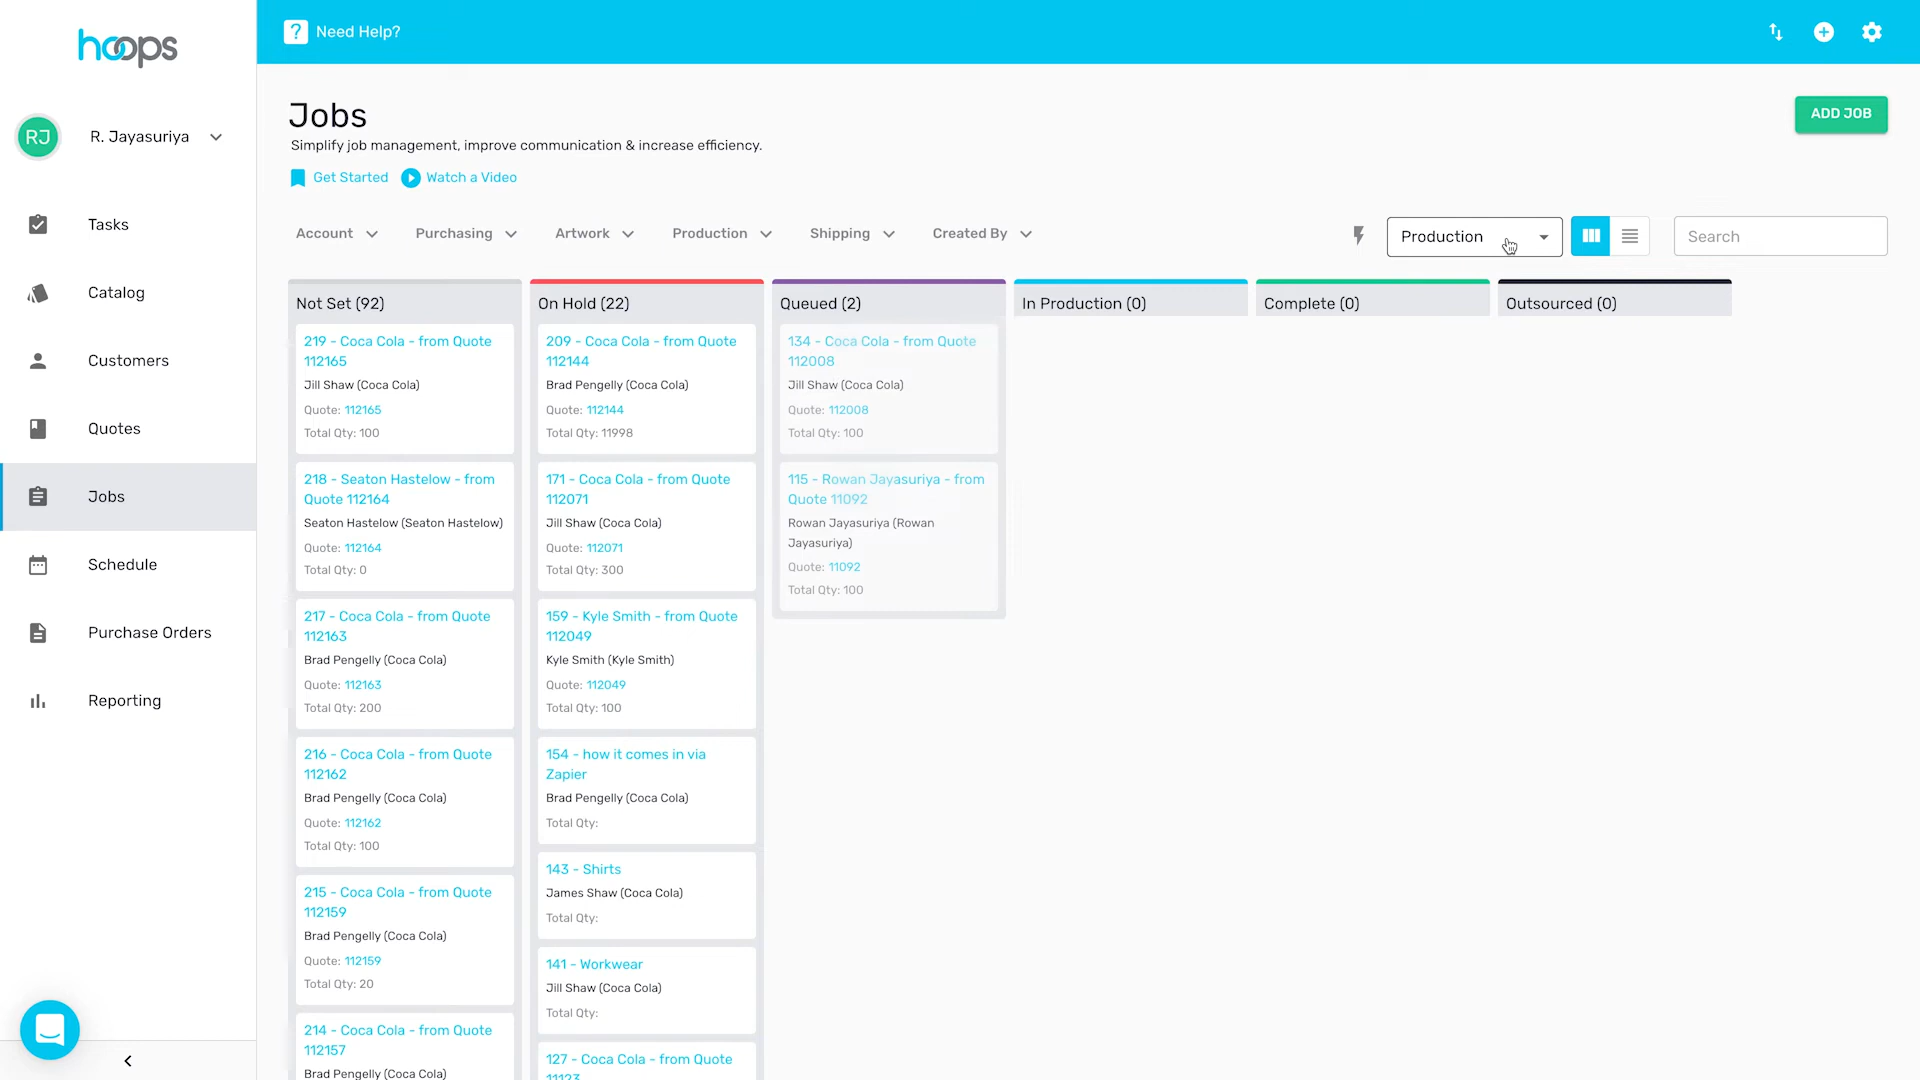 hoops
? Need Help?
RJ
R. Jayasuriya
Tasks
Catalog
Customers
Quotes
Jobs
Schedule
Purchase Orders
Reporting
Jobs
Simplify job management, improve communication & increase efficiency.
Get Started
Watch a Video
ADD JOB
Account
Purchasing
Artwork
Production
Shipping
Created By
Production
Search
Not Set (92)
219 - Coca Cola - from Quote
112165
Jill Shaw (Coca Cola)
Quote: 112165
Total Qty: 100
218 - Seaton Hastelow - from
Quote 112164
Seaton Hastelow (Seaton Hastelow)
Quote: 112164
Total Qty: 0
217 - Coca Cola - from Quote
112163
Brad Pengelly (Coca Cola)
Quote: 112163
Total Qty: 200
216 - Coca Cola - from Quote
112162
Brad Pengelly (Coca Cola)
Quote: 112162
Total Qty: 100
215 - Coca Cola - from Quote
112159
Brad Pengelly (Coca Cola)
Quote: 112159
Total Qty: 20
214 - Coca Cola - from Quote
112157
Brad Pengelly (Coca Cola)
On Hold (22)
209 - Coca Cola - from Quote
112144
Brad Pengelly (Coca Cola)
Quote: 112144
Total Qty: 11998
171 - Coca Cola - from Quote
112071
Jill Shaw (Coca Cola)
Quote: 112071
Total Qty: 300
159 - Kyle Smith - from Quote
112049
Kyle Smith (Kyle Smith)
Quote: 112049
Total Qty: 100
154 - how it comes in via
Zapier
Brad Pengelly (Coca Cola)
Total Qty:
143 - Shirts
James Shaw (Coca Cola)
Total Qty:
141 - Workwear
Jill Shaw (Coca Cola)
Total Qty:
127 - Coca Cola - from Quote
11123
Queued (2)
134 - Coca Cola - from Quote
112008
Jill Shaw (Coca Cola)
Quote: 112008
Total Qty: 100
115 - Rowan Jayasuriya - from
Quote 11092
Rowan Jayasuriya (Rowan
Jayasuriya)
Quote: 11092
Total Qty: 100
In Production (0)
Complete (0)
Outsourced (0)